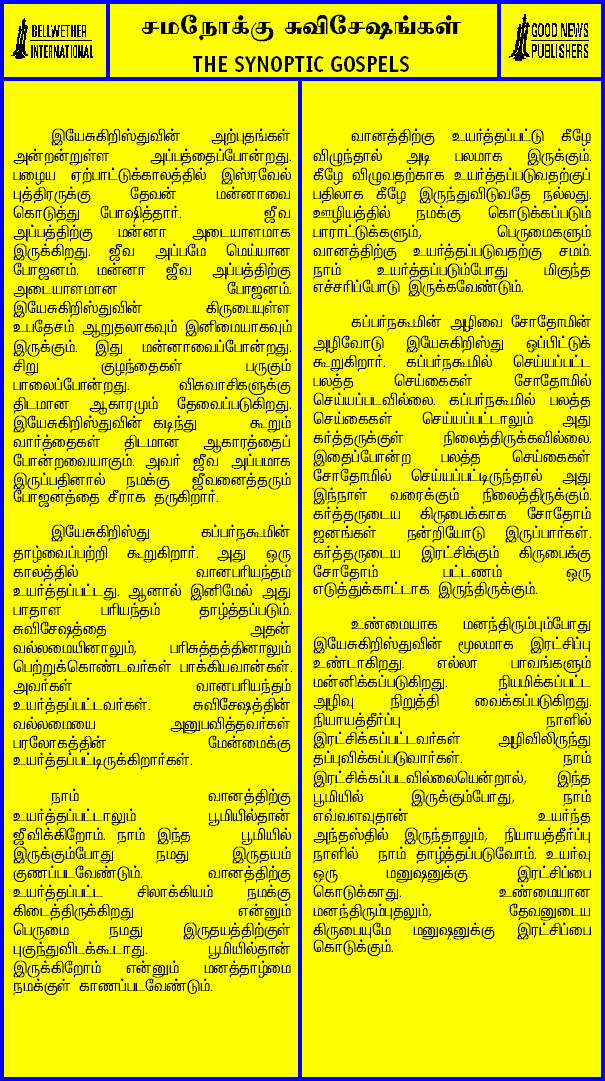 BELLWETHER
INTERNATIONAL
சமநோக்கு சுவிசேஷங்கள்
THE SYNOPTIC GOSPELS
GOOD NEWS
PUBLISHERS
இயேசுகிறிஸ்துவின் அற்புதங்கள்
அன்றன்றுள்ள அப்பத்தைப்போன்றது.
பழைய ஏற்பாட்டுக்காலத்தில் இஸ்ரவேல்
புத்திரருக்கு தேவன் மன்னாவை
கொடுத்து போஷித்தார். ஜீவ
அப்பத்திற்கு மன்னா அடையாளமாக
இருக்கிறது. ஜீவ அப்பமே மெய்யான
போஜனம். மன்னா ஜீவ அப்பத்திற்கு
அடையாளமான போஜனம்.
இயேசுகிறிஸ்துவின் கிருபையுள்ள
உபதேசம் ஆறுதலாகவும் இனிமையாகவும்
இருக்கும். இது மன்னாவைப்போன்றது.
சிறு குழந்தைகள் பருகும்
பாலைப்போன்றது. விசுவாசிகளுக்கு
திடமான ஆகாரமும் தேவைப்படுகிறது.
இயேசுகிறிஸ்துவின் கடிந்து கூறும்
வார்த்தைகள் திடமான ஆகாரத்தைப்
போன்றவையாகும். அவர் ஜீவ அப்பமாக
இருப்பதினால் நமக்கு ஜீவனைத்தரும்
போஜனத்தை சீராக தருகிறார்.
இயேசுகிறிஸ்து கப்பர்நகூமின்
தாழ்வைப்பற்றி கூறுகிறார். அது ஒரு
காலத்தில் வானபரியந்தம்
உயர்த்தப்பட்டது. ஆனால் இனிமேல் அது
பாதாள பரியந்தம் தாழ்த்தப்படும்.
சுவிசேஷத்தை அதன்
வல்லமையினாலும், பரிசுத்தத்தினாலும்
பெற்றுக்கொண்டவர்கள் பாக்கியவான்கள்.
அவர்கள் வானபரியந்தம்
உயர்த்தப்பட்டவர்கள். சுவிசேஷத்தின்
வல்லமையை அனுபவித்தவர்கள்
பரலோகத்தின் மேன்மைக்கு
உயர்த்தப்பட்டிருக்கிறார்கள்.
நாம் வானத்திற்கு
உயர்த்தப்பட்டாலும் பூமியில்தான்
ஜீவிக்கிறோம். நாம் இந்த பூமியில்
இருக்கும்போது நமது இருதயம்
குணப்படவேண்டும். வானத்திற்கு
உயர்த்தப்பட்ட சிலாக்கியம் நமக்கு
கிடைத்திருக்கிறது என்னும்
பெருமை நமது இருதயத்திற்குள்
புகுந்துவிடக்கூடாது. பூமியில்தான்
இருக்கிறோம் என்னும் மனத்தாழ்மை
நமக்குள் காணப்படவேண்டும்.
வானத்திற்கு உயர்த்தப்பட்டு கீழே
விழுந்தால் அடி பலமாக இருக்கும்.
கீழே விழுவதற்காக உயர்த்தப்படுவதற்குப்
பதிலாக கீழே இருந்துவிடுவதே நல்லது.
ஊழியத்தில் நமக்கு கொடுக்கப்படும்
பாராட்டுக்களும், பெருமைகளும்
வானத்திற்கு உயர்த்தப்படுவதற்கு சமம்.
நாம் உயர்த்தப்படும்போது மிகுந்த
எச்சரிப்போடு இருக்கவேண்டும்.
கப்பர்நகூமின் அழிவை சோதோமின்
அழிவோடு இயேசுகிறிஸ்து ஒப்பிட்டுக்
கூறுகிறார். கப்பர்நகூமில் செய்யப்பட்ட
பலத்த செய்கைகள் சோதோமில்
செய்யப்படவில்லை. கப்பர்நகூமில் பலத்த
செய்கைகள் செய்யப்பட்டாலும் அது
கர்த்தருக்குள் நிலைத்திருக்கவில்லை.
இதைப்போன்ற பலத்த செய்கைகள்
சோதோமில் செய்யப்பட்டிருந்தால் அது
இந்நாள் வரைக்கும் நிலைத்திருக்கும்.
கர்த்தருடைய கிருபைக்காக சோதோம்
ஜனங்கள் நன்றியோடு இருப்பார்கள்.
கர்த்தருடைய இரட்சிக்கும் கிருபைக்கு
சோதோம் பட்டணம் ஒரு
எடுத்துக்காட்டாக இருந்திருக்கும்.
உண்மையாக மனந்திரும்பும்போது
இயேசுகிறிஸ்துவின் மூலமாக இரட்சிப்பு
உண்டாகிறது. எல்லா பாவங்களும்
மன்னிக்கப்படுகிறது. நியமிக்கப்பட்ட
அழிவு நிறுத்தி வைக்கப்படுகிறது.
நியாயத்தீர்ப்பு நாளில்
இரட்சிக்கப்பட்டவர்கள் அழிவிலிருந்து
தப்புவிக்கப்படுவார்கள். நாம்
இரட்சிக்கப்படவில்லையென்றால், இந்த
பூமியில் இருக்கும்போது, நாம்
எவ்வளவுதான் உயர்ந்த
அந்தஸ்தில் இருந்தாலும், நியாயத்தீர்ப்பு
நாளில் நாம் தாழ்த்தப்படுவோம். உயர்வு
ஒரு மனுஷனுக்கு இரட்சிப்பை
கொடுக்காது. உண்மையான
மனந்திரும்புதலும், தேவனுடைய
கிருபையுமே மனுஷனுக்கு இரட்சிப்பை
கொடுக்கும்.